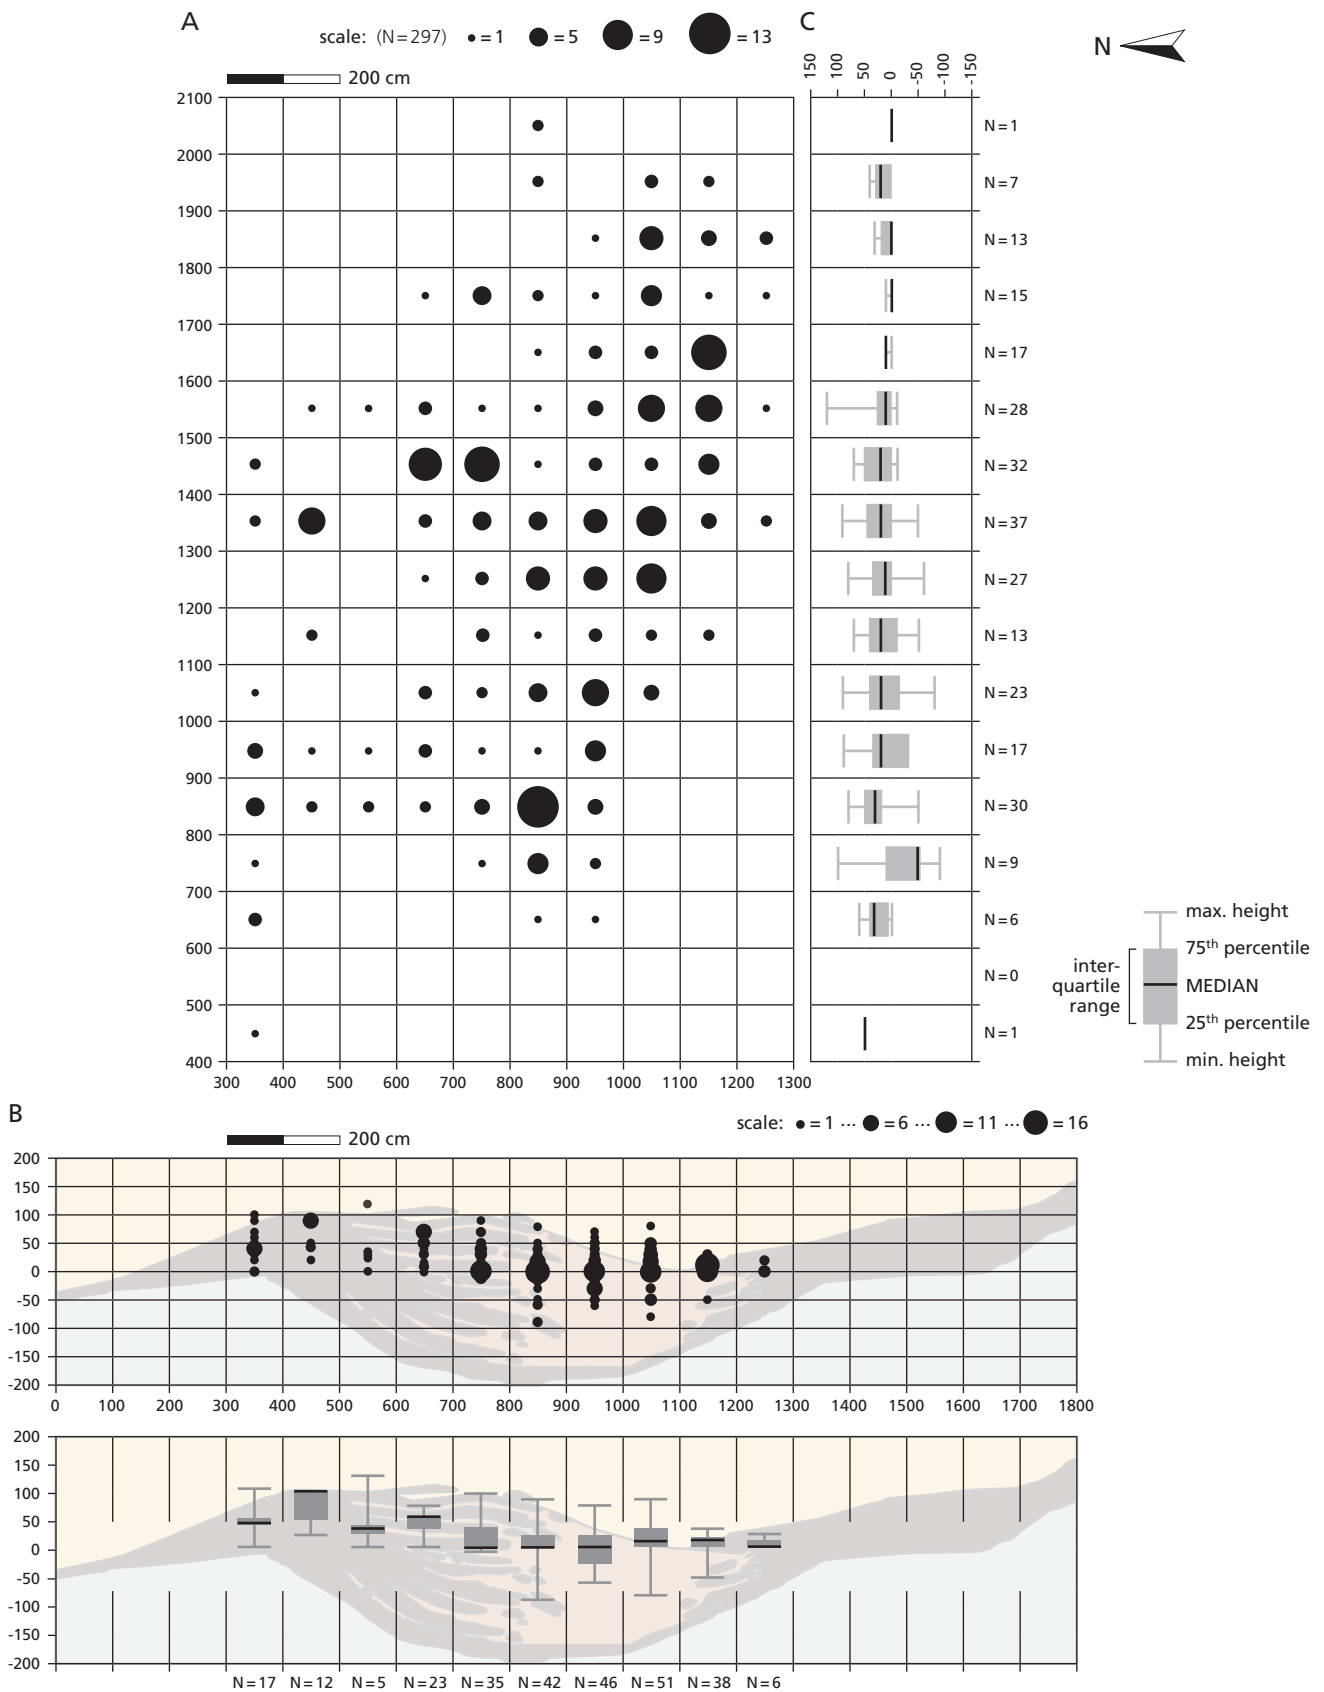 A
scale: (N=297) =1 =5 =9 =13
C
N
200 cm
150 100 50 0 -50 -100 -150
2100
2000
1900
1800
1700
1600
1500
1400
1300
1200
1100
1000
900
800
700
600
500
400
300 400 500 600 700 800 900 1000 1100 1200 1300
N=1
N=7
N=13
N=15
N=17
N=28
N=32
N=37
N=27
N=13
N=23
N=17
N=30
N=9
N=6
N=0
N=1
max. height
75th percentile
inter-
quartile
range
MEDIAN
25th percentile
min. height
B
scale: =1 ... =6 ... =11 ... =16
200 cm
200
150
100
50
0
-50
-100
-150
-200
0 100 200 300 400 500 600 700 800 900 1000 1100 1200 1300 1400 1500 1600 1700 1800
200
150
100
50
0
-50
-100
-150
-200
N=17 N=12 N=5 N=23 N=35 N=42 N=46 N=51 N=38 N=6